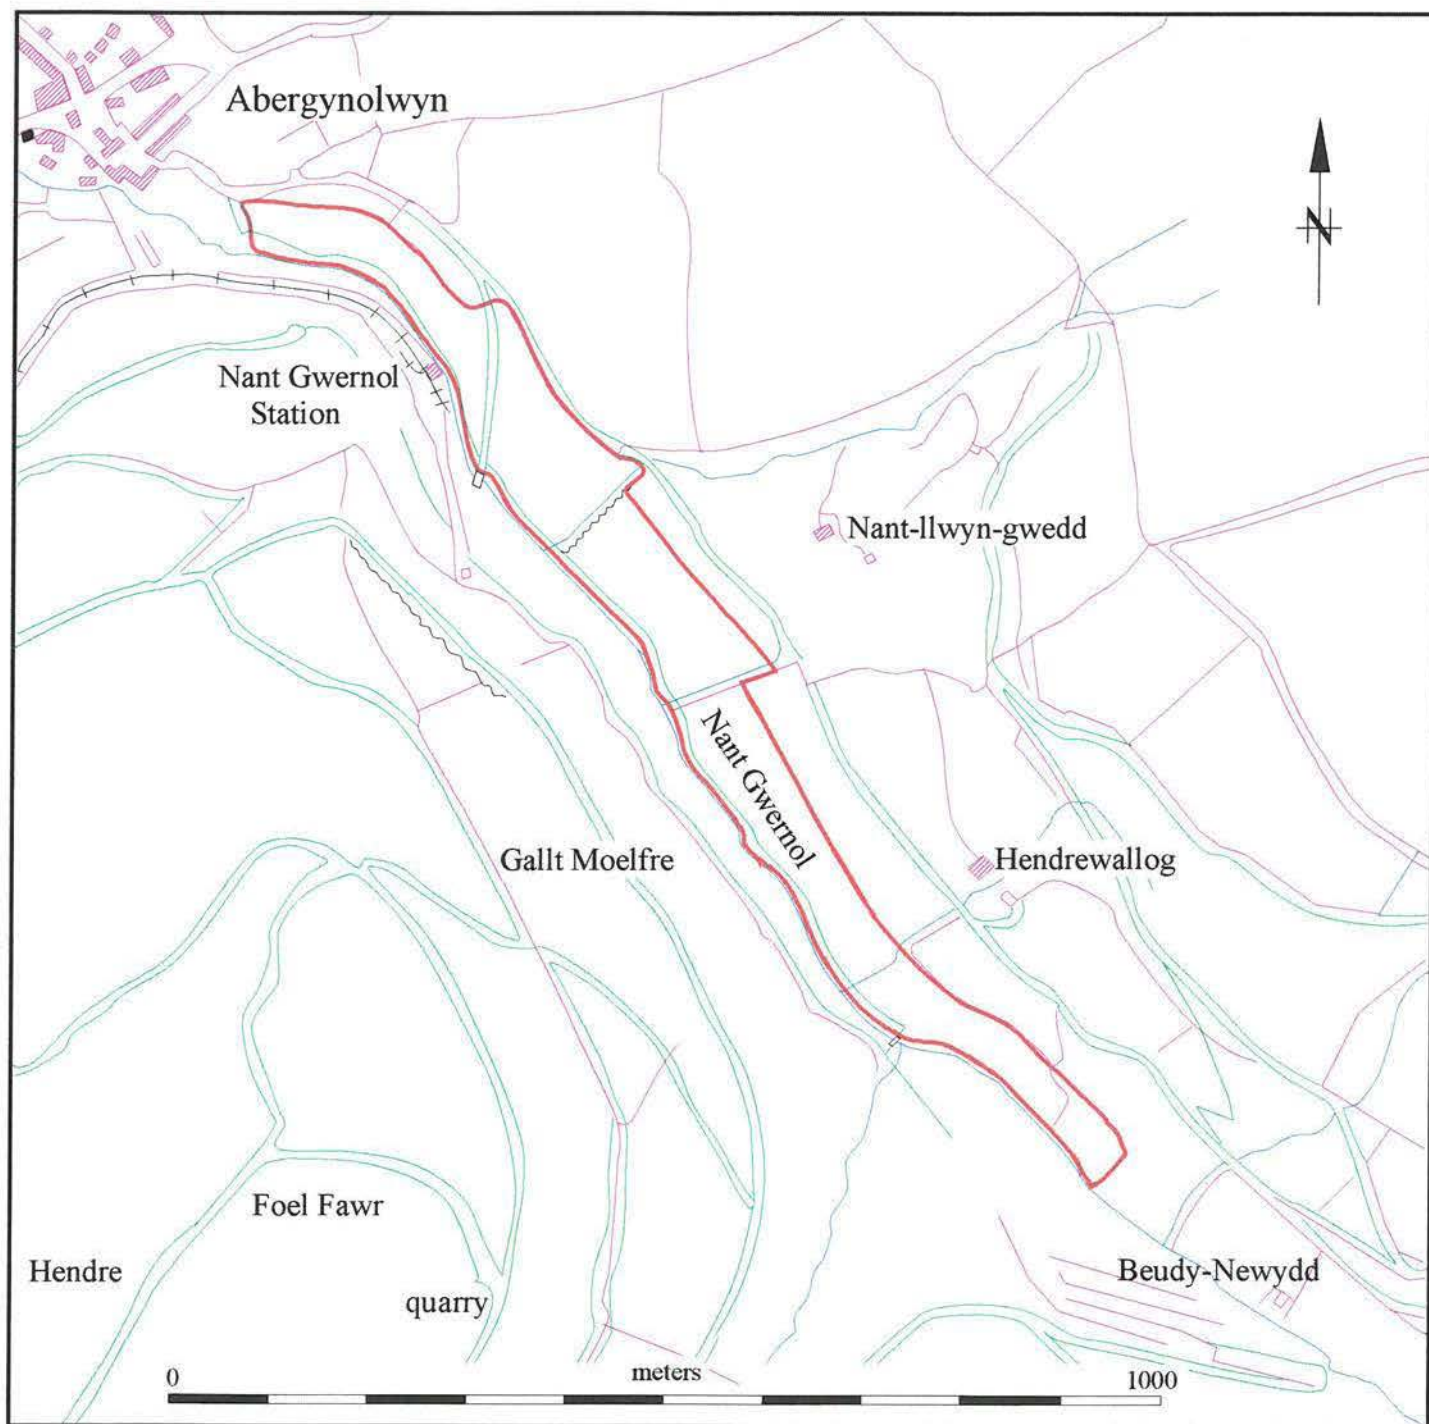 Abergynolwyn
N
Nant Gwernol
Station
Nant-llwyn-gwedd
Nant Gwernol
Gallt Moelfre
Hendrewallog
Foel Fawr
Hendre
Beudy-Newydd
quarry
0 meters 1000